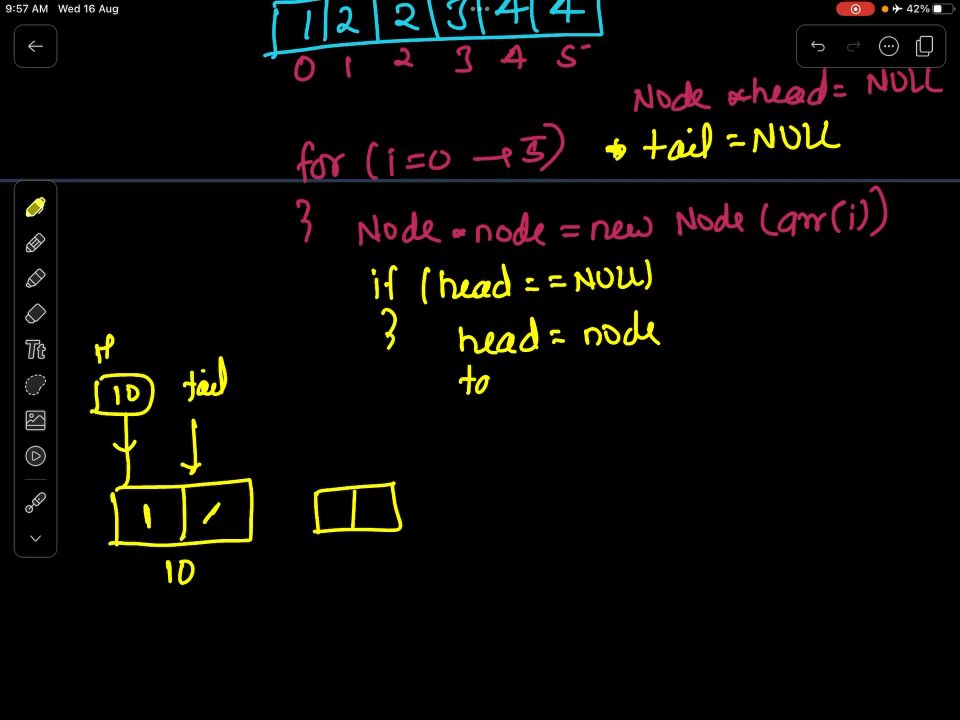 9:57 AM Wed 16 Aug 42%
1 2 2 3 4 4
0 1 2 3 4 5
Node *head = NULL
* tail = NULL
for (i=0 → 5)
} Node *node = new Node (arr(i))
if (head == NULL)
} head = node
ta
H
10 tail
1 /
10
Tt